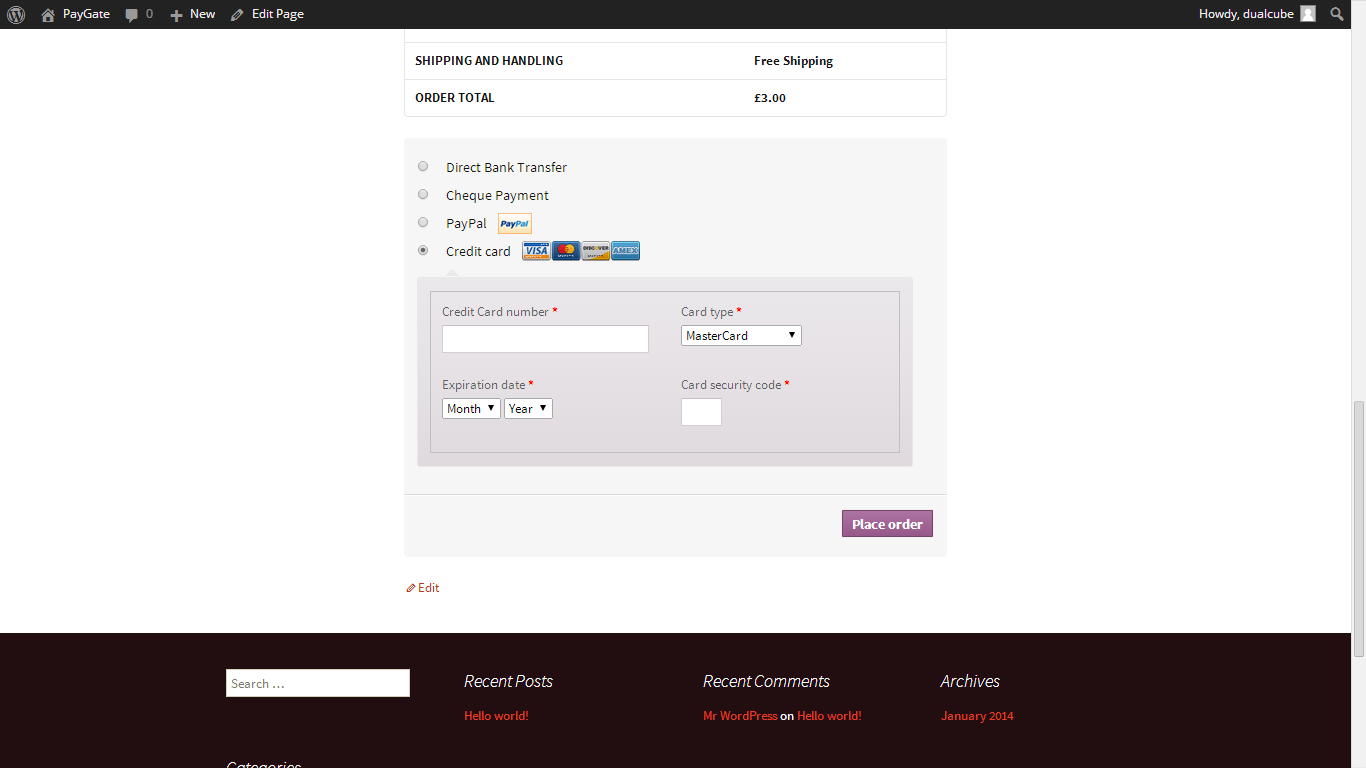 PayGate 0 New Edit Page Howdy, dualcube
SHIPPING AND HANDLING Free Shipping
ORDER TOTAL £3.00
Direct Bank Transfer
Cheque Payment
PayPal PayPal
Credit card VISA DISCOVER AMEX
Credit Card number * Card type *
MasterCard
Expiration date * Card security code *
Month Year
Place order
Edit
Search … Recent Posts Recent Comments Archives
Hello world! Mr WordPress on Hello world! January 2014
Categories